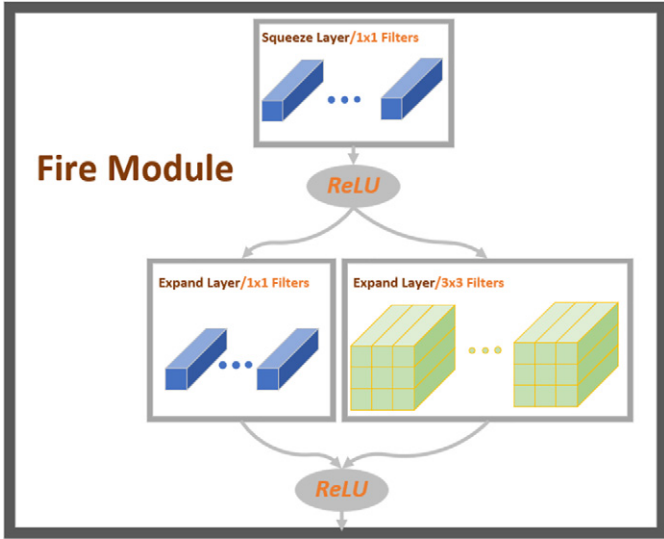 Squeeze Layer/1x1 Filters
Fire Module
ReLU
Expand Layer/1x1 Filters
Expand Layer/3x3 Filters
ReLU